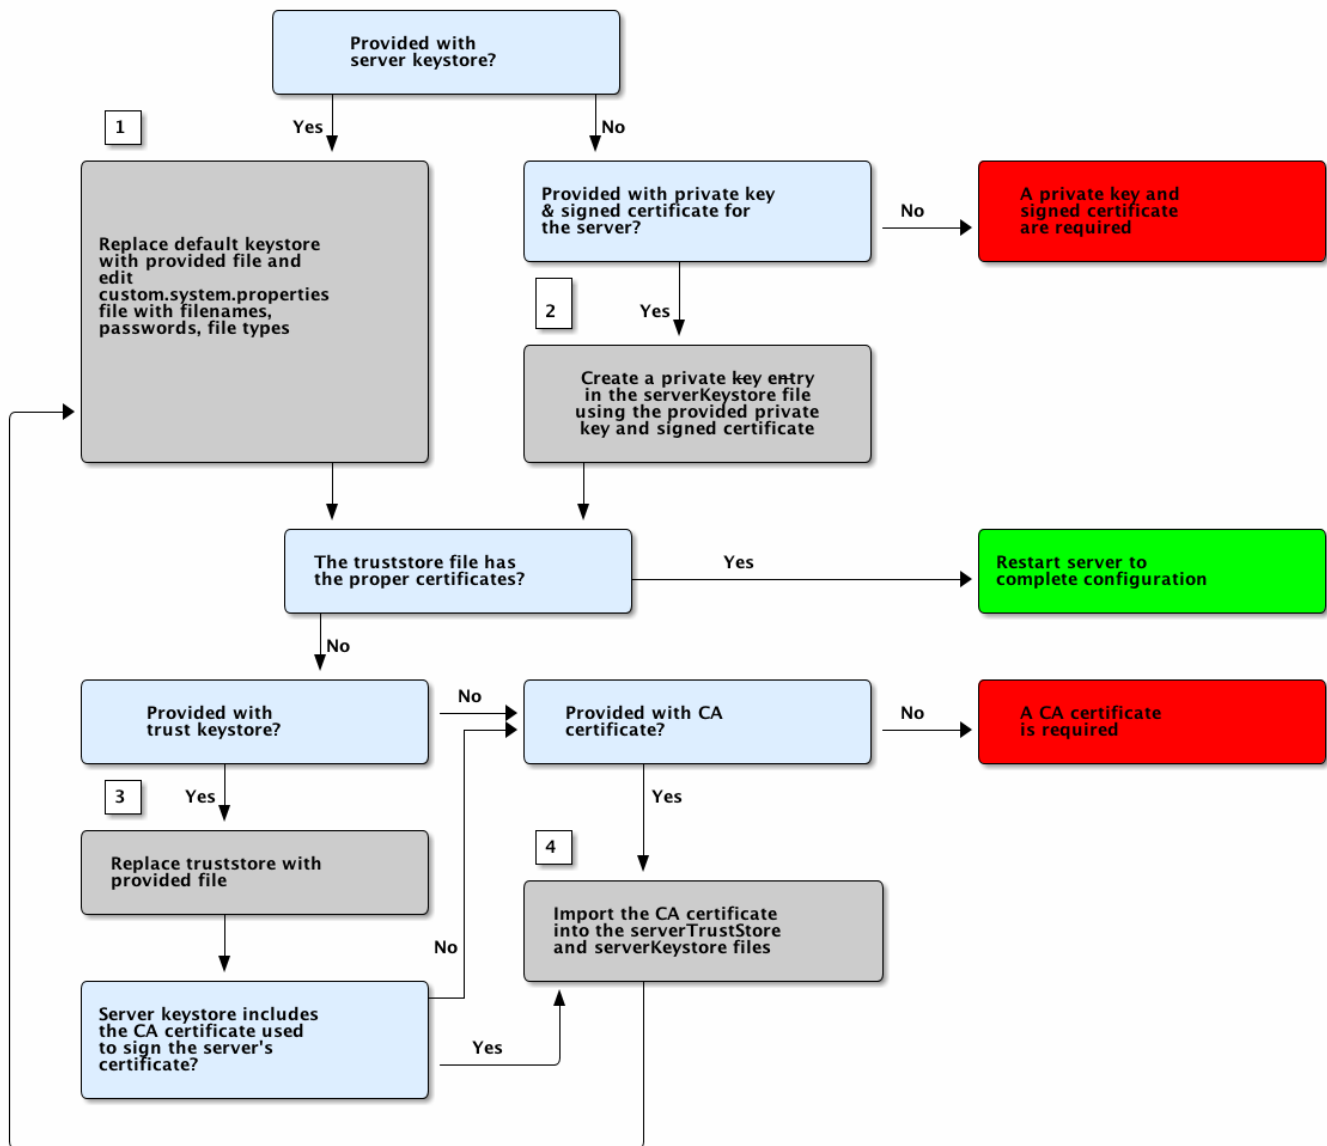 Provided with
server keystore?
1
Yes
No
Replace default keystore
with provided file and
edit
custom.system.properties
file with filenames,
passwords, file types
Provided with private key
& signed certificate for
the server?
No
A private key and
signed certificate
are required
2
Yes
Create a private key entry
in the serverKeystore file
using the provided private
key and signed certificate
The truststore file has
the proper certificates?
Yes
Restart server to
complete configuration
No
Provided with
trust keystore?
No
Provided with CA
certificate?
No
A CA certificate
is required
3
Yes
Yes
Replace truststore with
provided file
4
Import the CA certificate
into the serverTrustStore
and serverKeystore files
No
Server keystore includes
the CA certificate used
to sign the server's
certificate?
Yes